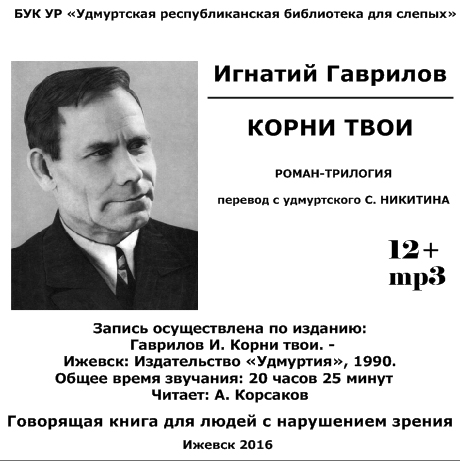 БУК УР «Удмуртская республиканская библиотека для слепых»
Игнатий Гаврилов
КОРНИ ТВОИ
РОМАН-ТРИЛОГИЯ
перевод с удмуртского С. НИКИТИНА
12+
mp3
Запись осуществлена по изданию:
Гаврилов И. Корни твои. -
Ижевск: Издательство «Удмуртия», 1990.
Общее время звучания: 20 часов 25 минут
Читает: А. Корсаков
Говорящая книга для людей с нарушением зрения
Ижевск 2016